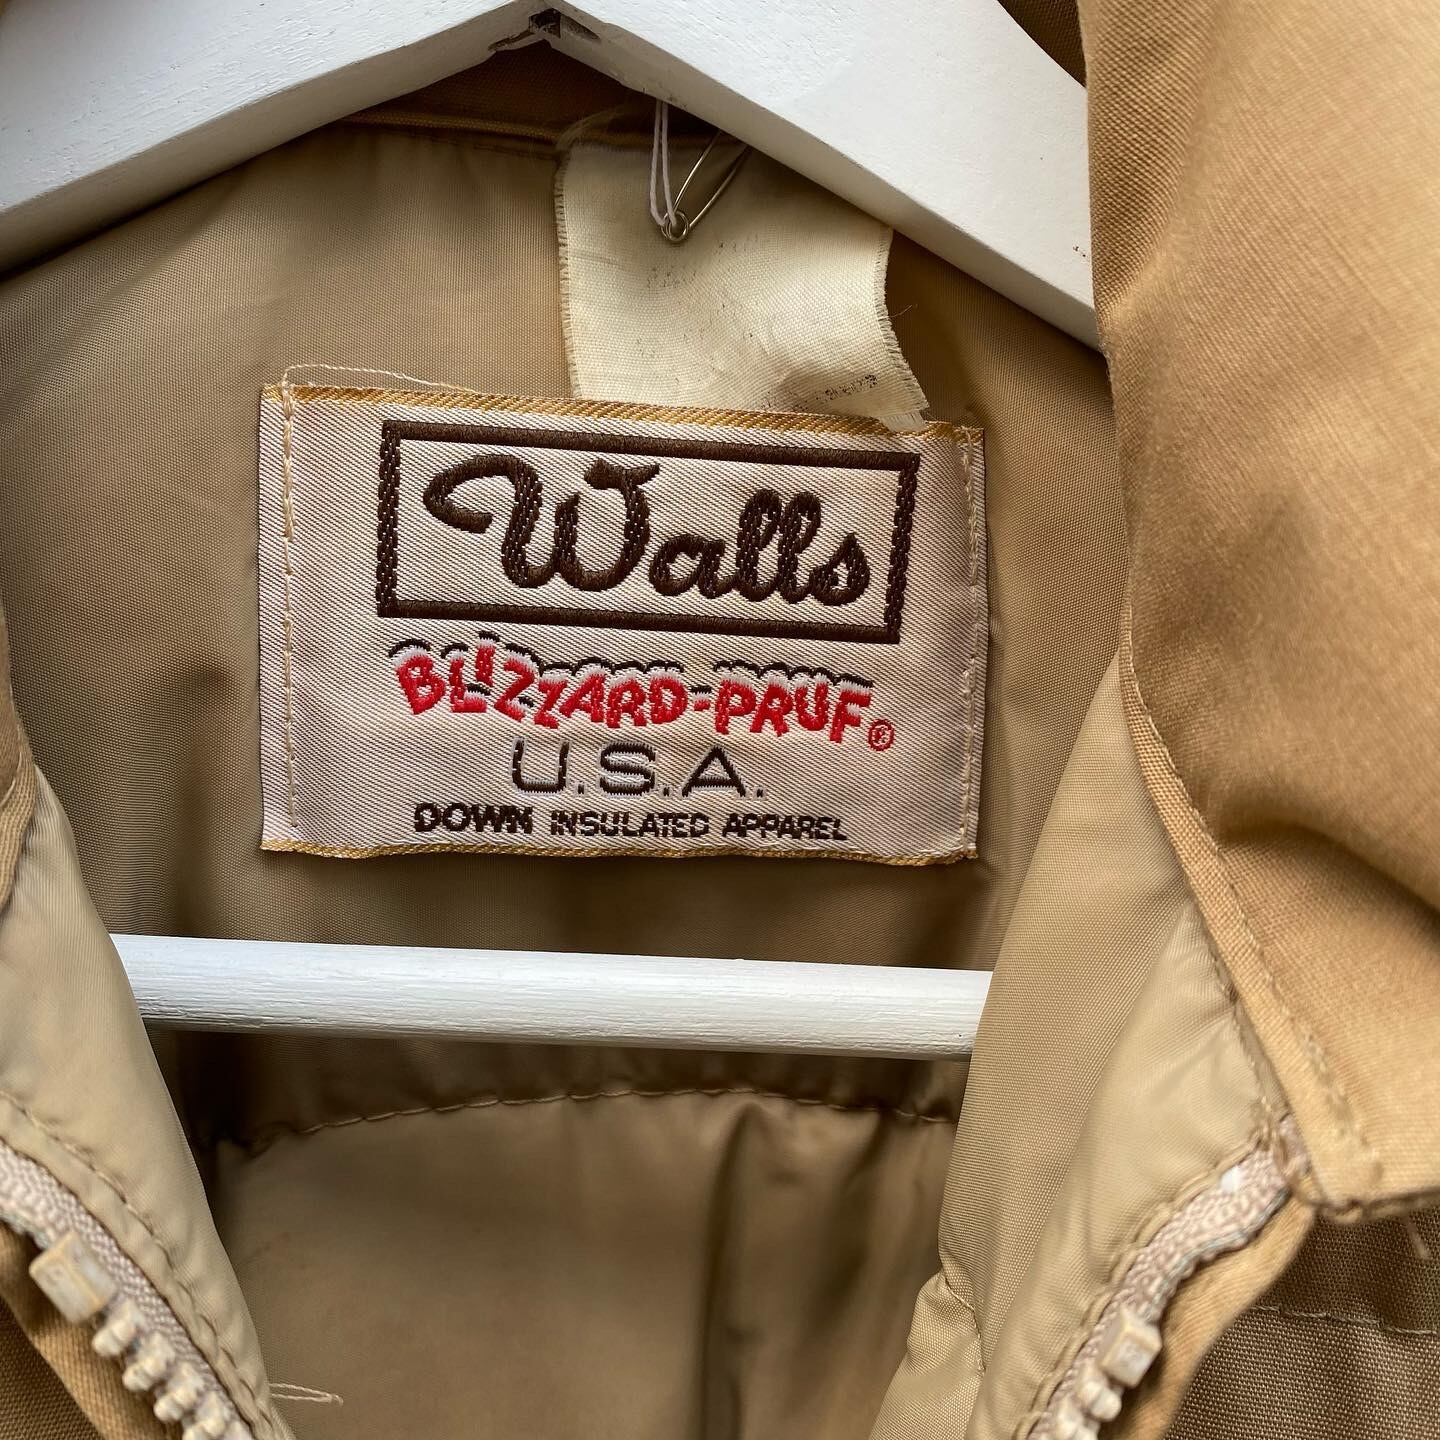 Walls
BLIZZARD-PRUF®
U.S.A.
DOWN INSULATED APPAREL